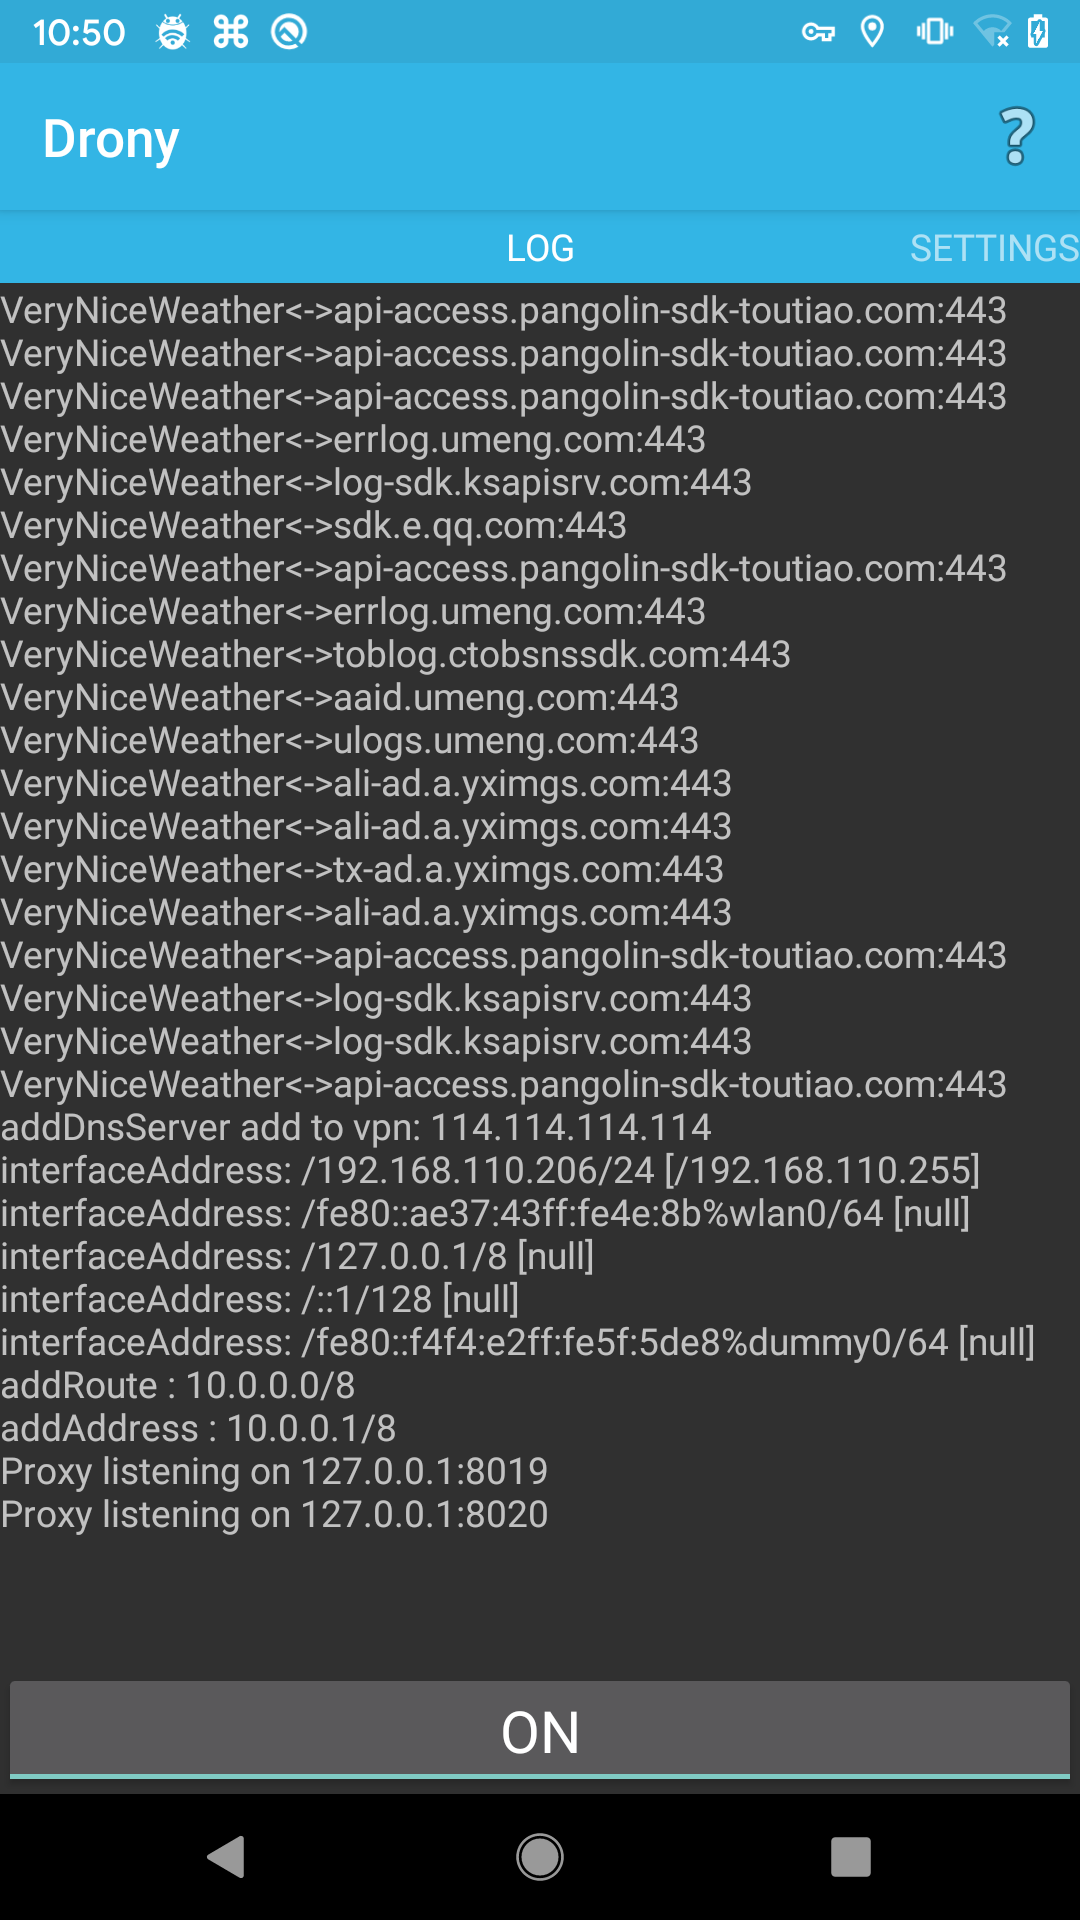 10:50
Drony
LOG
SETTINGS
VeryNiceWeather<->api-access.pangolin-sdk-toutiao.com:443
VeryNiceWeather<->api-access.pangolin-sdk-toutiao.com:443
VeryNiceWeather<->api-access.pangolin-sdk-toutiao.com:443
VeryNiceWeather<->errlog.umeng.com:443
VeryNiceWeather<->log-sdk.ksapisrv.com:443
VeryNiceWeather<->sdk.e.qq.com:443
VeryNiceWeather<->api-access.pangolin-sdk-toutiao.com:443
VeryNiceWeather<->errlog.umeng.com:443
VeryNiceWeather<->toblog.ctobsnssdk.com:443
VeryNiceWeather<->aaid.umeng.com:443
VeryNiceWeather<->ulogs.umeng.com:443
VeryNiceWeather<->ali-ad.a.yximgs.com:443
VeryNiceWeather<->ali-ad.a.yximgs.com:443
VeryNiceWeather<->tx-ad.a.yximgs.com:443
VeryNiceWeather<->ali-ad.a.yximgs.com:443
VeryNiceWeather<->api-access.pangolin-sdk-toutiao.com:443
VeryNiceWeather<->log-sdk.ksapisrv.com:443
VeryNiceWeather<->log-sdk.ksapisrv.com:443
VeryNiceWeather<->api-access.pangolin-sdk-toutiao.com:443
addDnsServer add to vpn: 114.114.114.114
interfaceAddress: /192.168.110.206/24 [/192.168.110.255]
interfaceAddress: /fe80::ae37:43ff:fe4e:8b%wlan0/64 [null]
interfaceAddress: /127.0.0.1/8 [null]
interfaceAddress: /::1/128 [null]
interfaceAddress: /fe80::f4f4:e2ff:fe5f:5de8%dummy0/64 [null]
addRoute : 10.0.0.0/8
addAddress : 10.0.0.1/8
Proxy listening on 127.0.0.1:8019
Proxy listening on 127.0.0.1:8020
ON